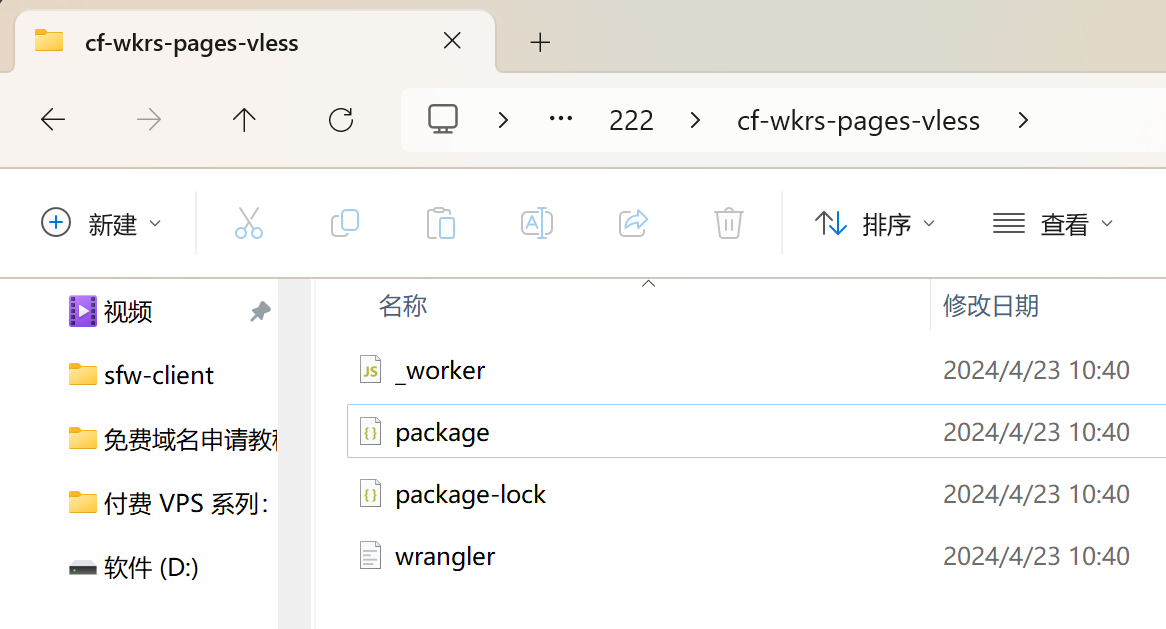 cf-wkrs-pages-vless
222
cf-wkrs-pages-vless
新建
排序
查看
视频
sfw-client
免费域名申请教
付费 VPS 系列：
软件 (D:)
名称
修改日期
JS
_worker
2024/4/23 10:40
package
2024/4/23 10:40
package-lock
2024/4/23 10:40
wrangler
2024/4/23 10:40